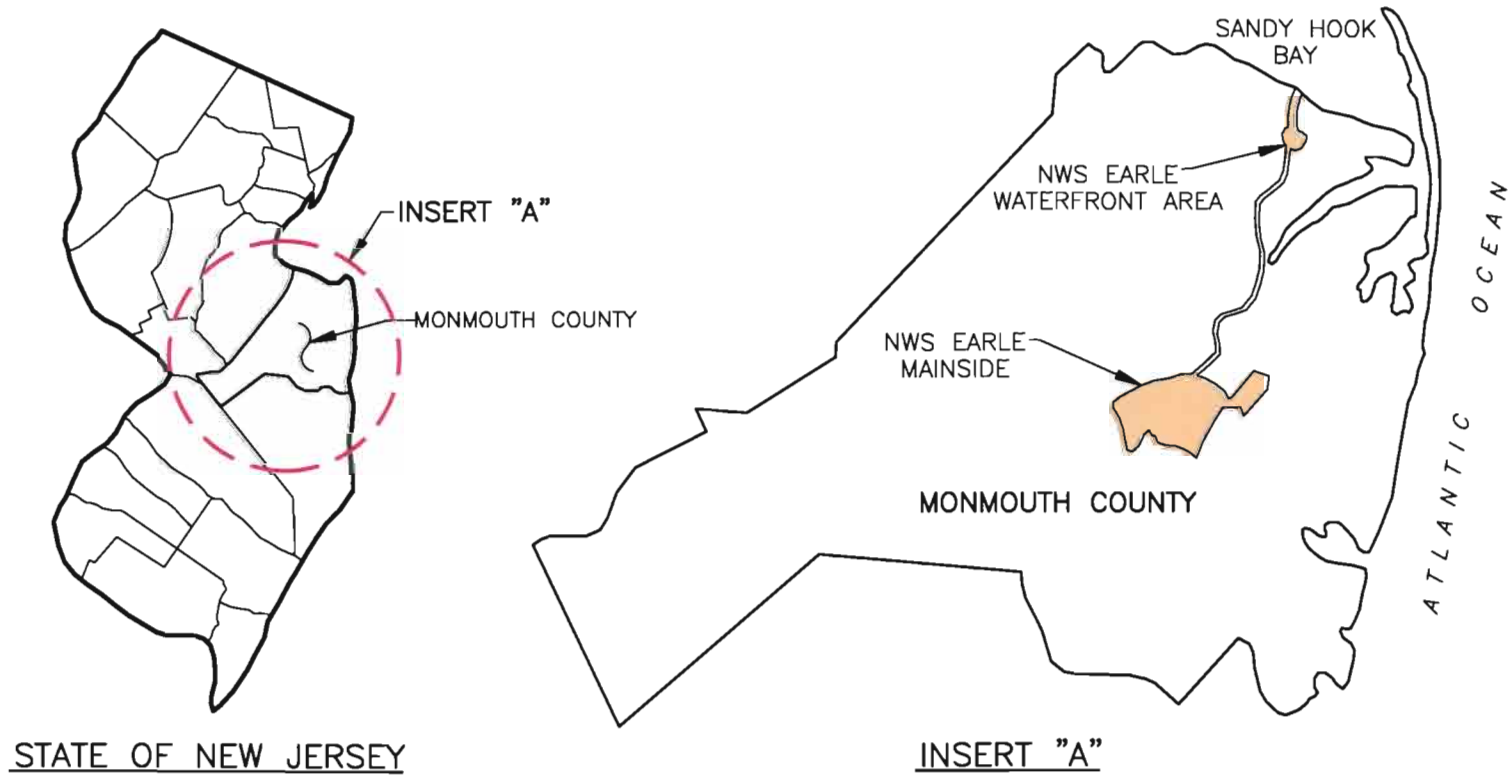 INSERT "A"
MONMOUTH COUNTY
STATE OF NEW JERSEY
SANDY HOOK
BAY
NWS EARLE
WATERFRONT AREA
NWS EARLE
MAINSIDE
MONMOUTH COUNTY
ATLANTIC OCEAN
INSERT "A"